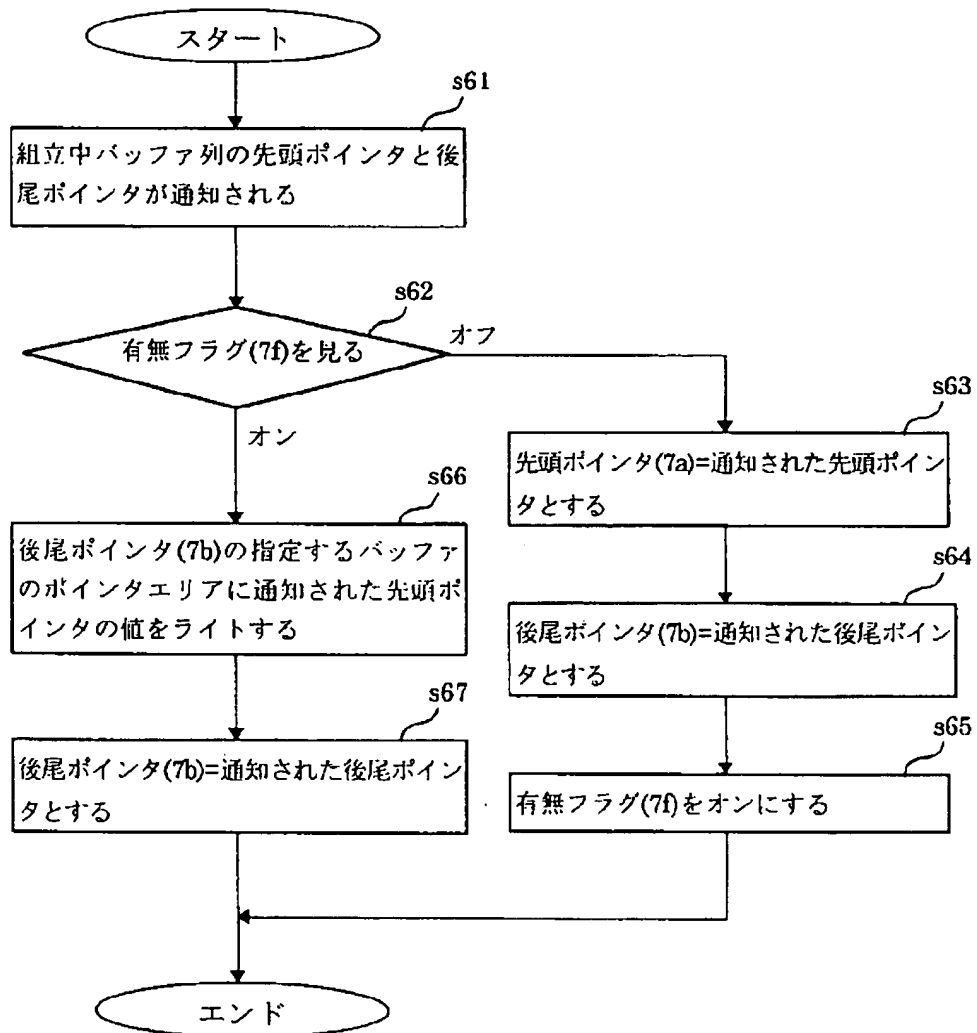 スタート
s61
組立中バッファ列の先頭ポインタと後
尾ポインタが通知される
s62
有無フラグ(7f)を見る
オフ
オン
s63
先頭ポインタ(7a)=通知された先頭ポイン
タとする
s66
後尾ポインタ(7b)の指定するバッファ
のポインタエリアに通知された先頭ポ
インタの値をライトする
s64
後尾ポインタ(7b)=通知された後尾ポイン
タとする
s67
後尾ポインタ(7b)=通知された後尾ポイン
タとする
s65
有無フラグ(7f)をオンにする
エンド